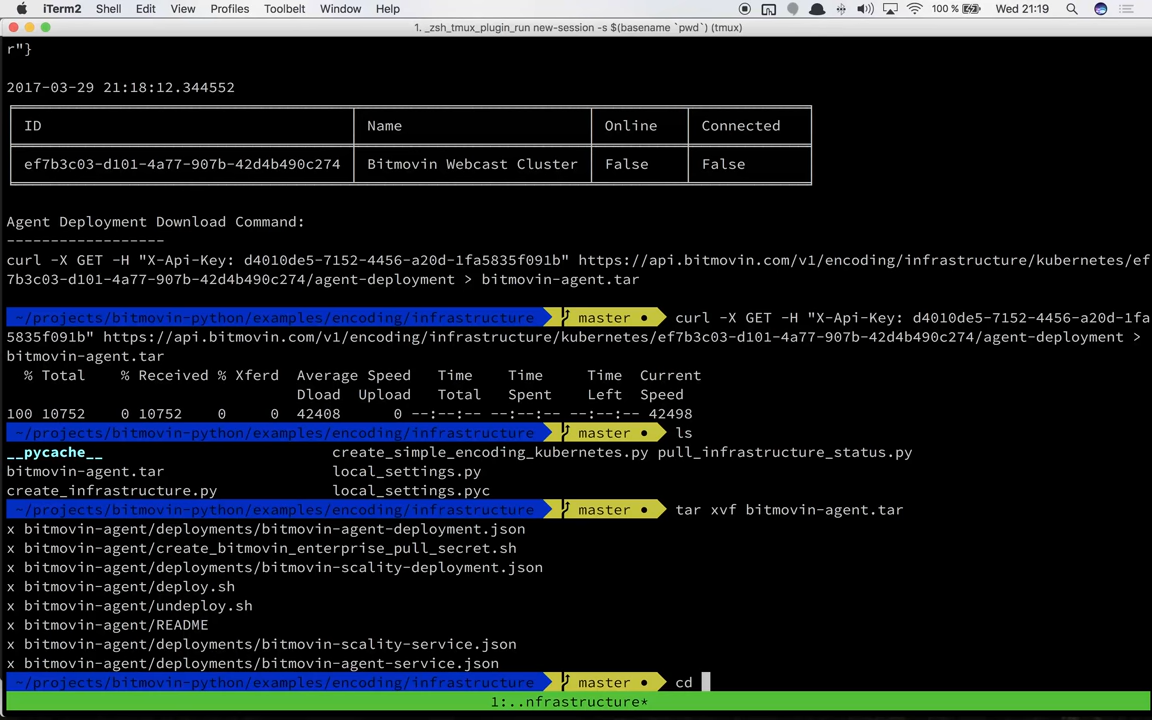 iTerm2 Shell Edit View Profiles Toolbelt Window Help 100 % Wed 21:19
1. _zsh_tmux_plugin_run new-session -s $(basename `pwd`) (tmux)
r"}
2017-03-29 21:18:12.344552
ID Name Online Connected
ef7b3c03-d101-4a77-907b-42d4b490c274 Bitmovin Webcast Cluster False False
Agent Deployment Download Command:
------------------
curl -X GET -H "X-Api-Key: d4010de5-7152-4456-a20d-1fa5835f091b" https://api.bitmovin.com/v1/encoding/infrastructure/kubernetes/ef
7b3c03-d101-4a77-907b-42d4b490c274/agent-deployment > bitmovin-agent.tar
~/projects/bitmovin-python/examples/encoding/infrastructure master ● curl -X GET -H "X-Api-Key: d4010de5-7152-4456-a20d-1fa
5835f091b" https://api.bitmovin.com/v1/encoding/infrastructure/kubernetes/ef7b3c03-d101-4a77-907b-42d4b490c274/agent-deployment >
bitmovin-agent.tar
% Total % Received % Xferd Average Speed Time Time Time Current
Dload Upload Total Spent Left Speed
100 10752 0 10752 0 0 42408 0 --:--:-- --:--:-- --:--:-- 42498
~/projects/bitmovin-python/examples/encoding/infrastructure master ● ls
__pycache__ create_simple_encoding_kubernetes.py pull_infrastructure_status.py
bitmovin-agent.tar local_settings.py
create_infrastructure.py local_settings.pyc
~/projects/bitmovin-python/examples/encoding/infrastructure master ● tar xvf bitmovin-agent.tar
x bitmovin-agent/deployments/bitmovin-agent-deployment.json
x bitmovin-agent/create_bitmovin_enterprise_pull_secret.sh
x bitmovin-agent/deployments/bitmovin-scality-deployment.json
x bitmovin-agent/deploy.sh
x bitmovin-agent/undeploy.sh
x bitmovin-agent/README
x bitmovin-agent/deployments/bitmovin-scality-service.json
x bitmovin-agent/deployments/bitmovin-agent-service.json
~/projects/bitmovin-python/examples/encoding/infrastructure master ● cd
1:..nfrastructure*